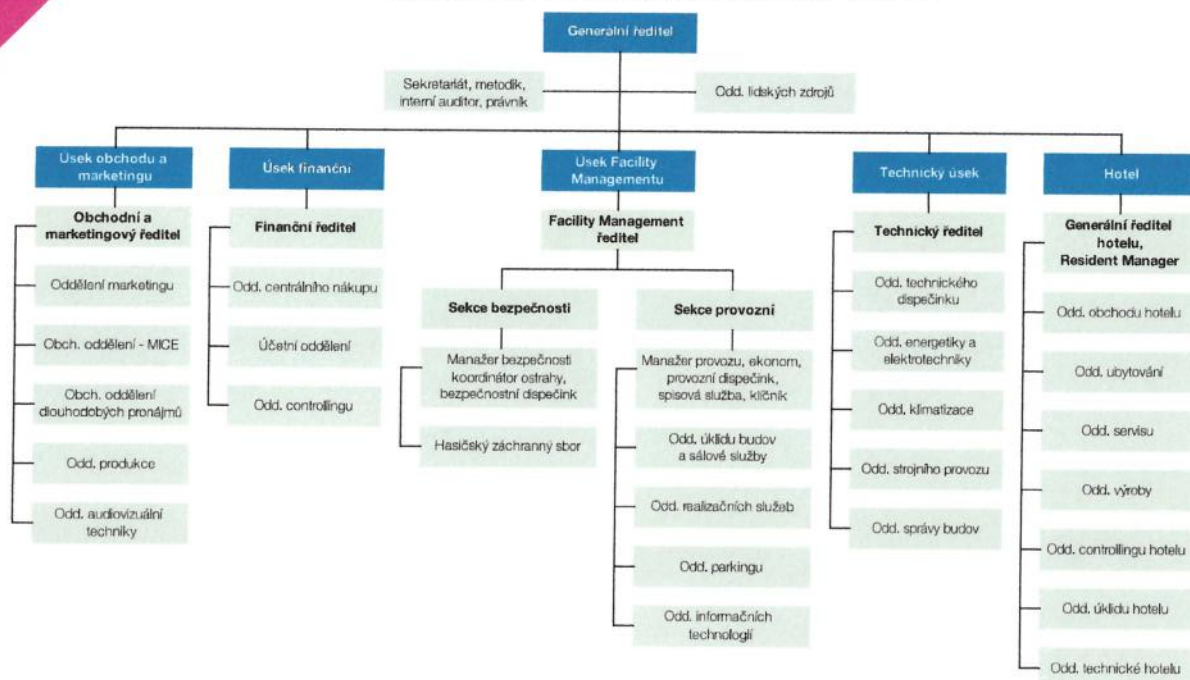 Generální ředitel
Sekretariát, metodik,
interní auditor, právník
Odd. lidských zdrojů
Úsek obchodu a
marketingu
Obchodní a
marketingový ředitel
Oddělení marketingu
Obch. oddělení - MICE
Obch. oddělení
dlouhodobých pronájmů
Odd. produkce
Odd. audiovizuální
techniky
Úsek finanční
Finanční ředitel
Odd. centrálního nákupu
Účetní oddělení
Odd. controllingu
Úsek Facility
Managementu
Facility Management
ředitel
Sekce bezpečnosti
Manažer bezpečnosti
koordinátor ostrahy,
bezpečnostní dispečink
Hasičský záchranný sbor
Sekce provozní
Manažer provozu, ekonom,
provozní dispečink,
spisová služba, klíčník
Odd. úklidu budov
a sálové služby
Odd. realizačních služeb
Odd. parkingu
Odd. informačních
technologií
Technický úsek
Technický ředitel
Odd. technického
dispečinku
Odd. energetiky a
elektrotechniky
Odd. klimatizace
Odd. strojního provozu
Odd. správy budov
Hotel
Generální ředitel
hotelu,
Resident Manager
Odd. obchodu hotelu
Odd. ubytování
Odd. servisu
Odd. výroby
Odd. controllingu hotelu
Odd. úklidu hotelu
Odd. technické hotelu